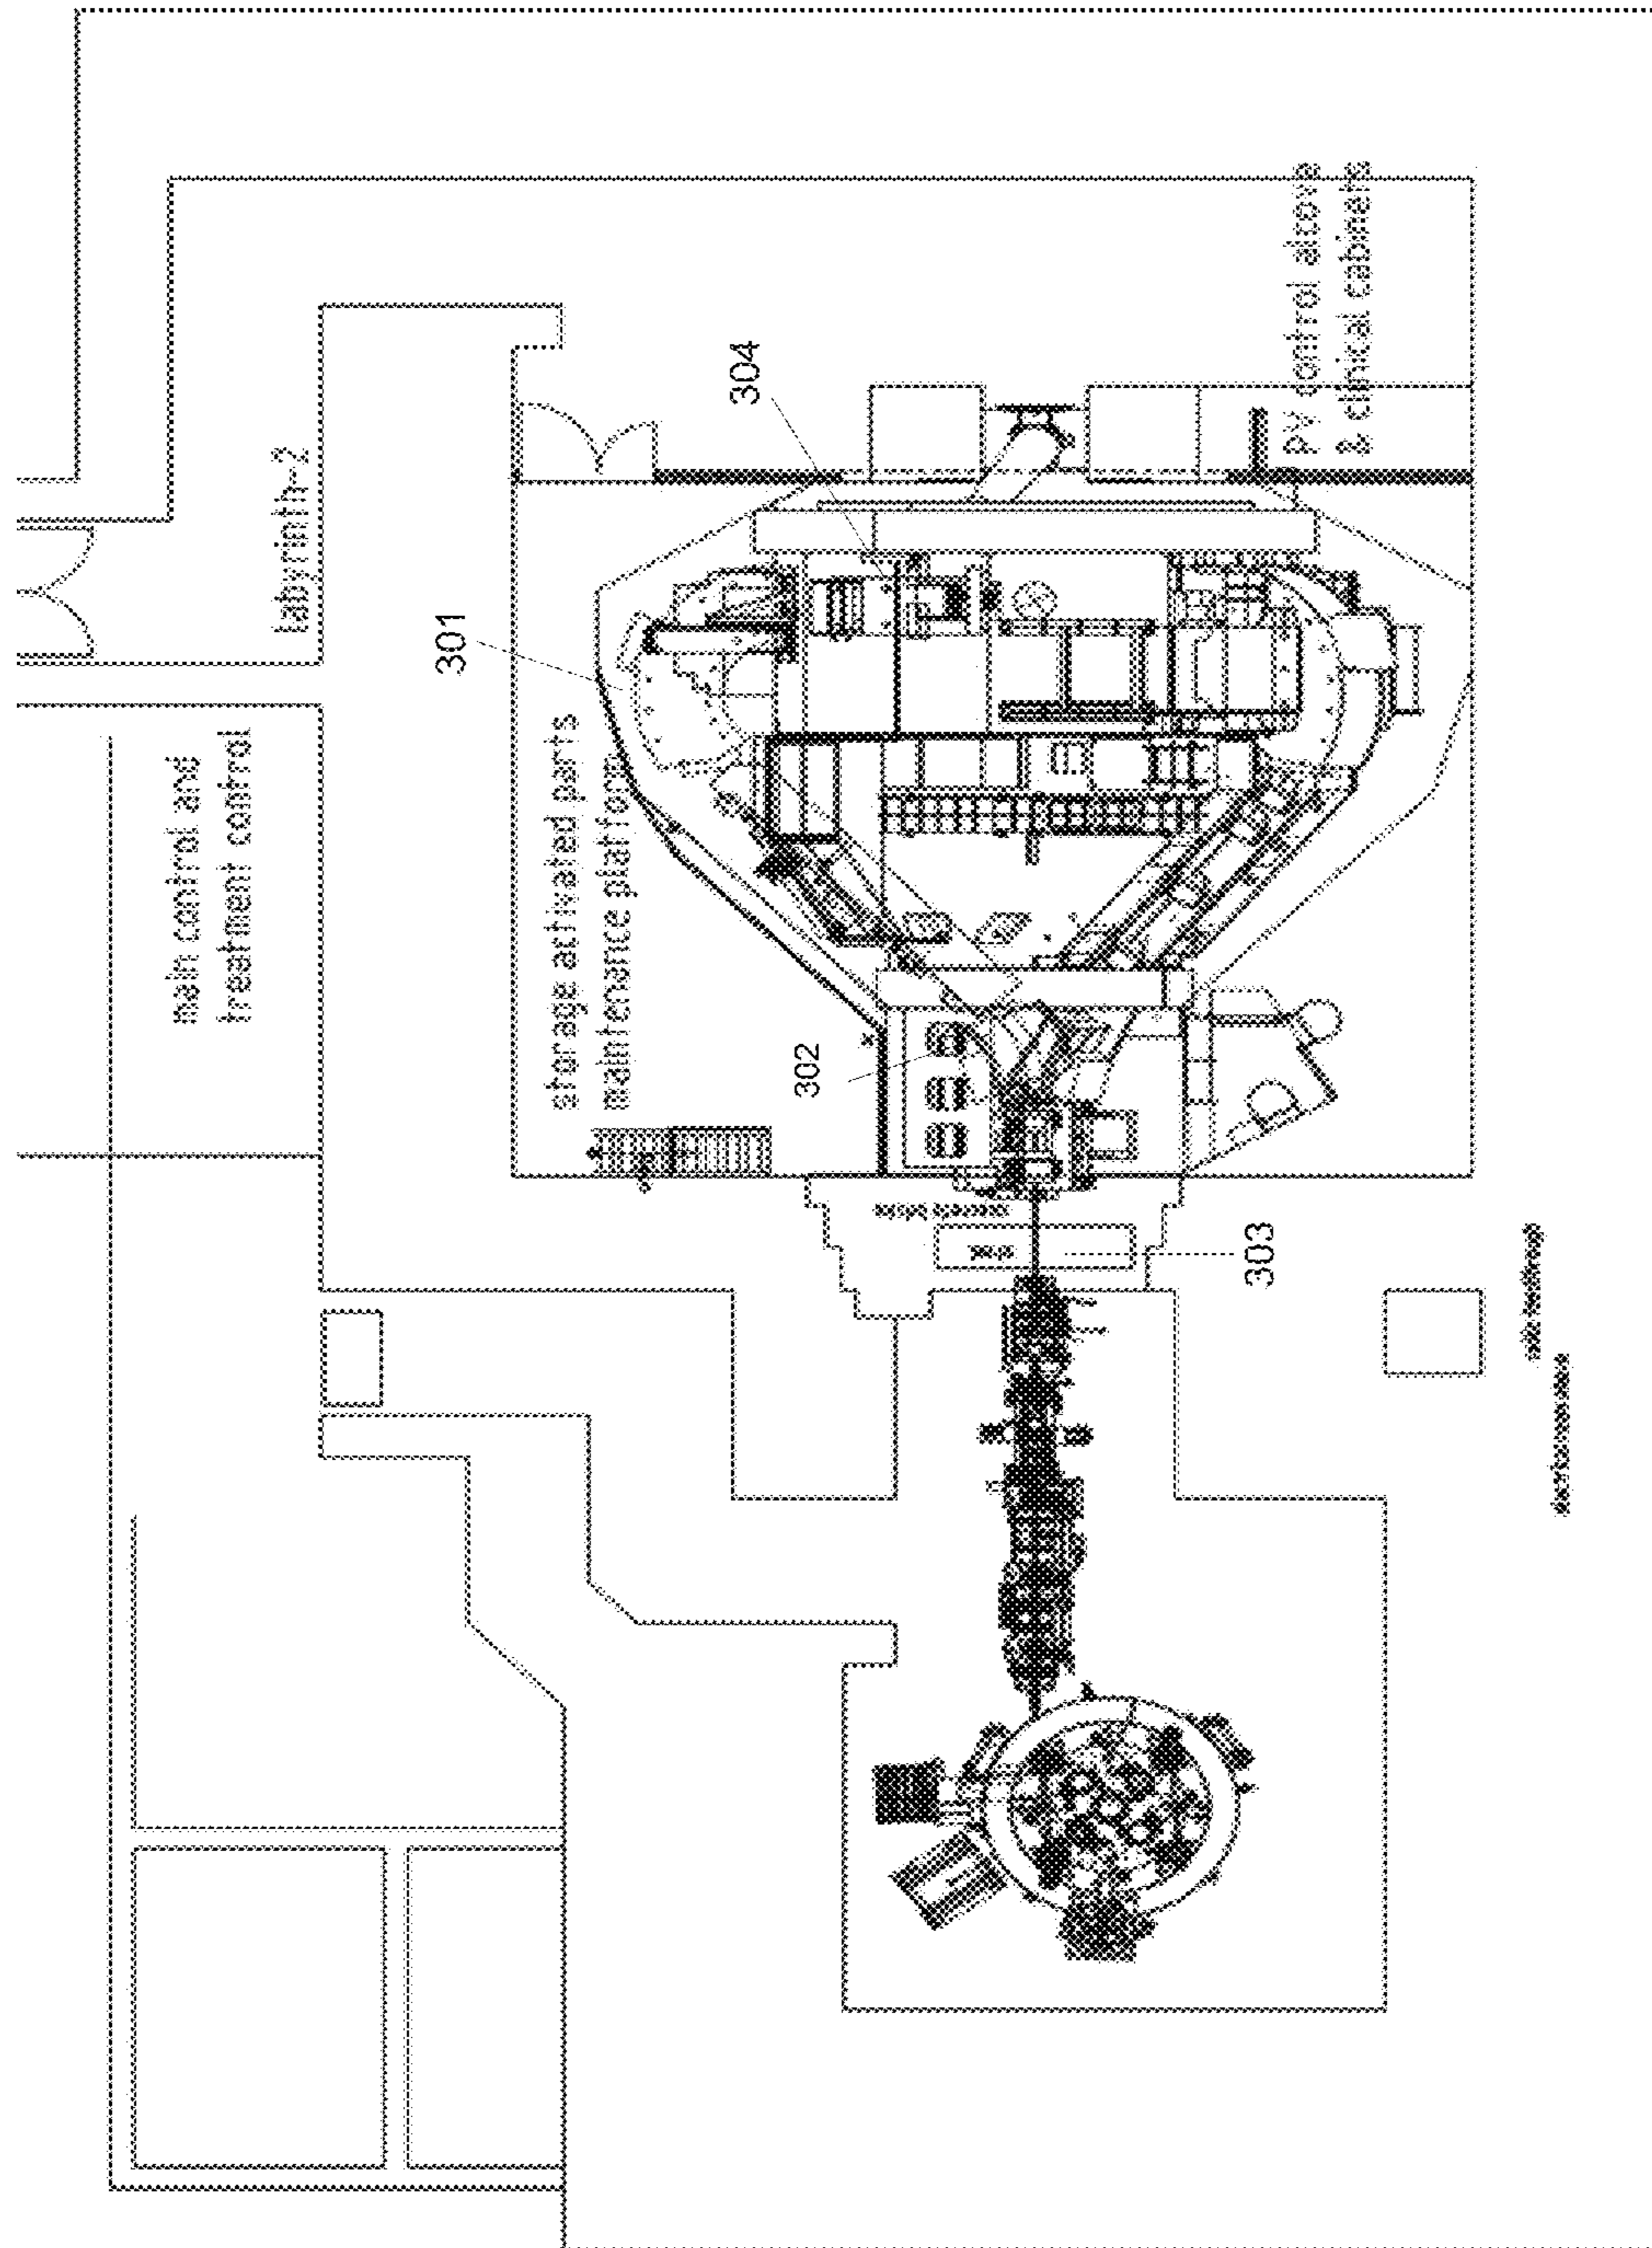 main control and
treatment control
labyrinth-2
301
storage activated parts
maintenance platform
304
302
303
PV control alcove
& clinical cabinets